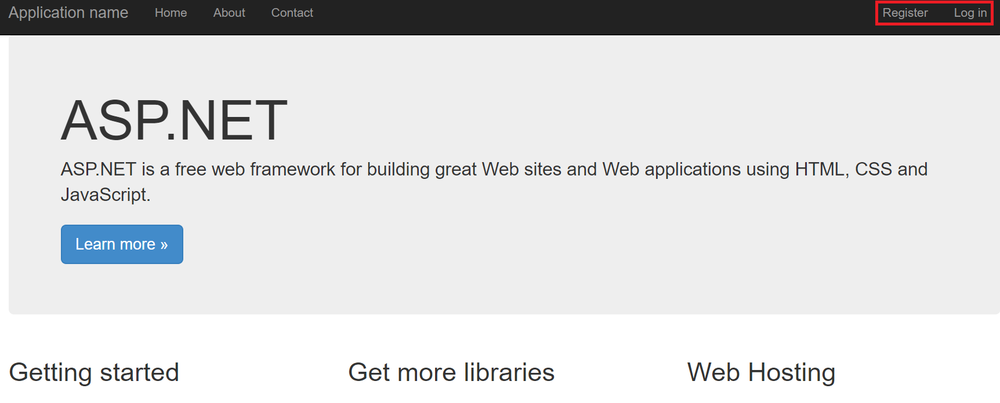 Application name Home About Contact Register Log in
ASP.NET
ASP.NET is a free web framework for building great Web sites and Web applications using HTML, CSS and
JavaScript.
Learn more »
Getting started Get more libraries Web Hosting